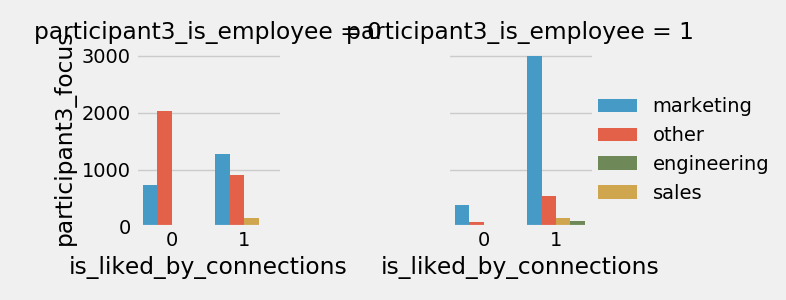 participant3_is_employee = 0
participant3_is_employee = 1
participant3_focus
3000
2000
1000
0
0 1
0 1
is_liked_by_connections
is_liked_by_connections
marketing
other
engineering
sales